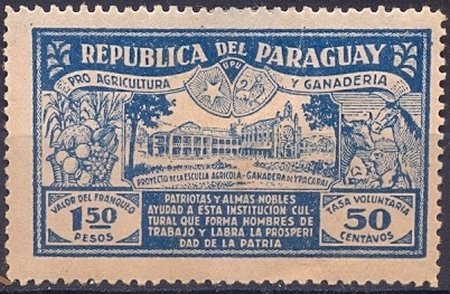 REPUBLICA DEL PARAGUAY
PRO AGRICULTURA Y GANADERIA
UPU
PROYECTO DE LA ESCUELA AGRICOLA-GANADERA DE YPACARAI
VALOR DEL FRANQUEO
1.50
PESOS
PATRIOTAS Y ALMAS NOBLES
AYUDAD A ESTA INSTITUCION CUL-
TURAL QUE FORMA HOMBRES DE
TRABAJO Y LABRA LA PROSPERI
DAD DE LA PATRIA
TASA VOLUNTARIA
50
CENTAVOS